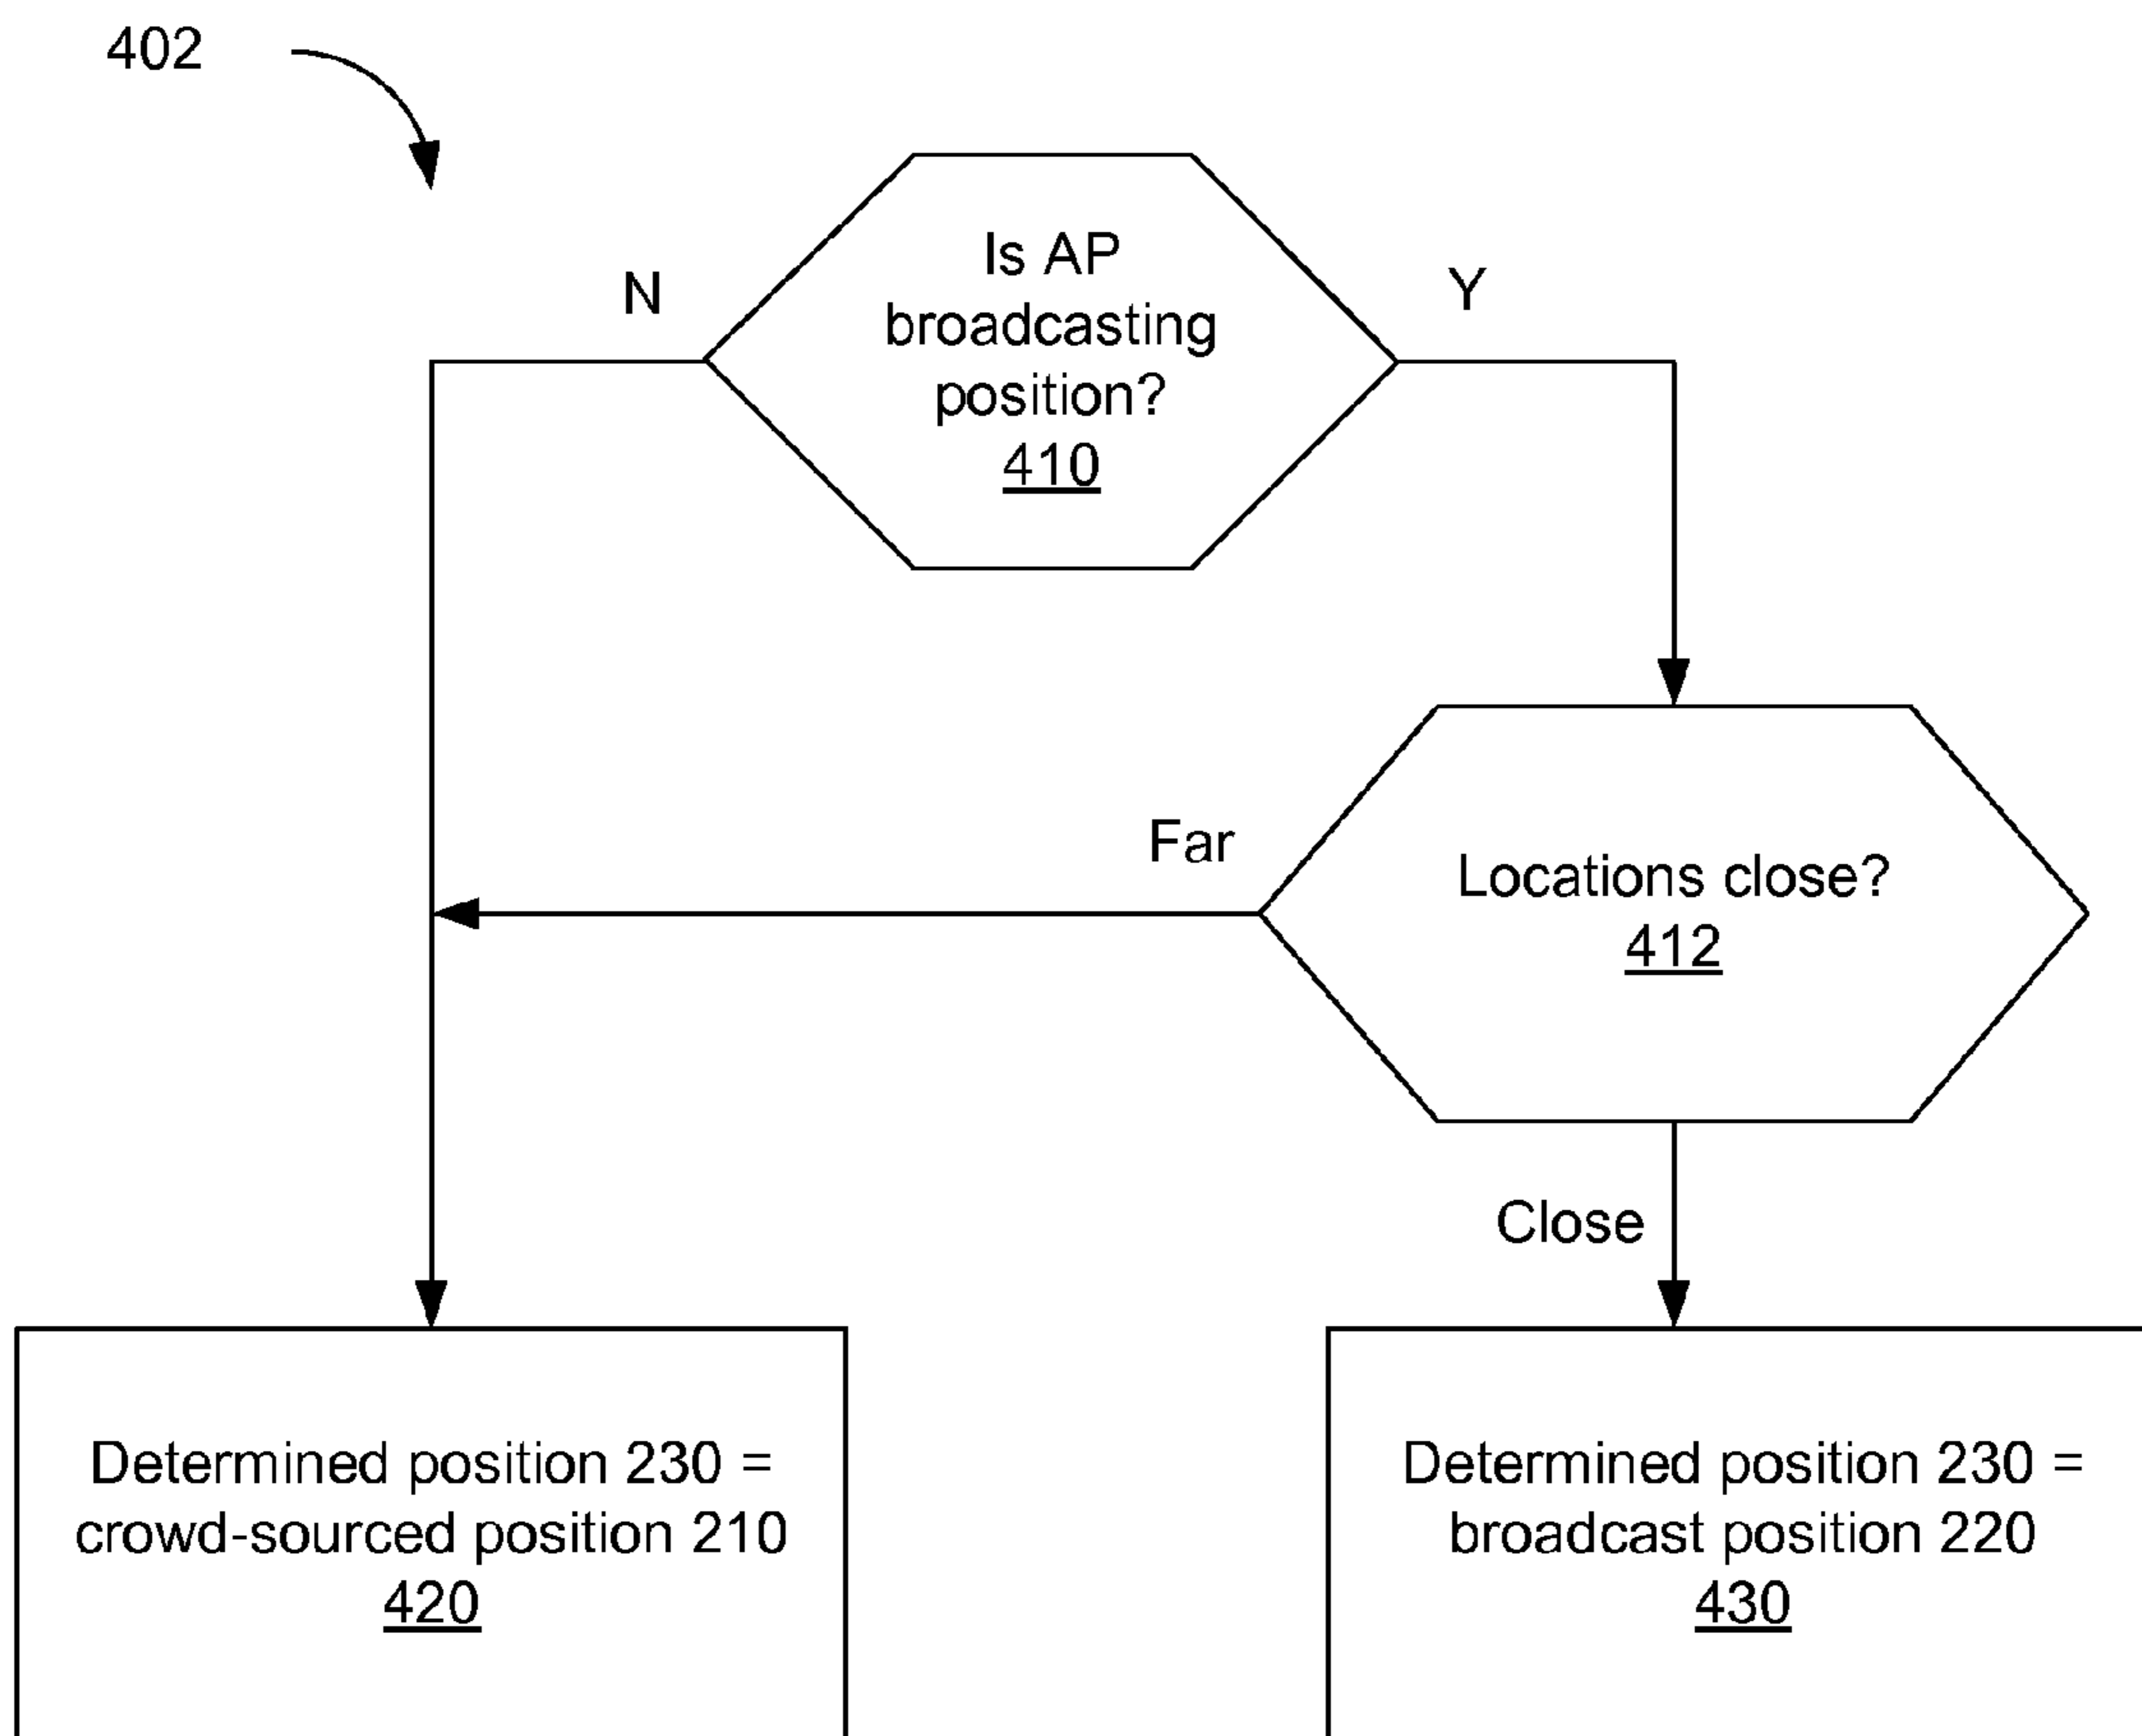 402
Is AP
broadcasting
position?
410
N
Y
Far
Locations close?
412
Close
Determined position 230 =
crowd-sourced position 210
420
Determined position 230 =
broadcast position 220
430